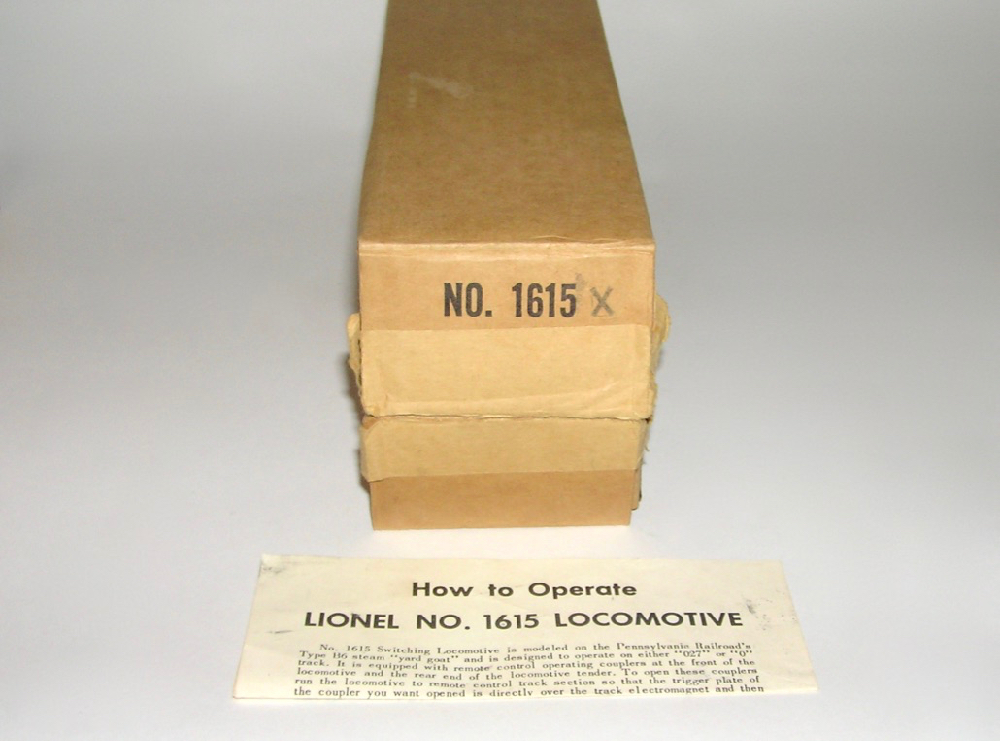 NO. 1615 X
How to Operate
LIONEL NO. 1615 LOCOMOTIVE
No. 1615 Switching Locomotive is modeled on the Pennsylvania Railroad's
Type B6 steam "yard goat" and is designed to operate on either "027" or "O"
track. It is equipped with remote control operating couplers at the front of the
locomotive and the rear end of the locomotive tender. To open these couplers
run the locomotive to remote control track section so that the trigger plate of
the coupler you want opened is directly over the track electromagnet and then